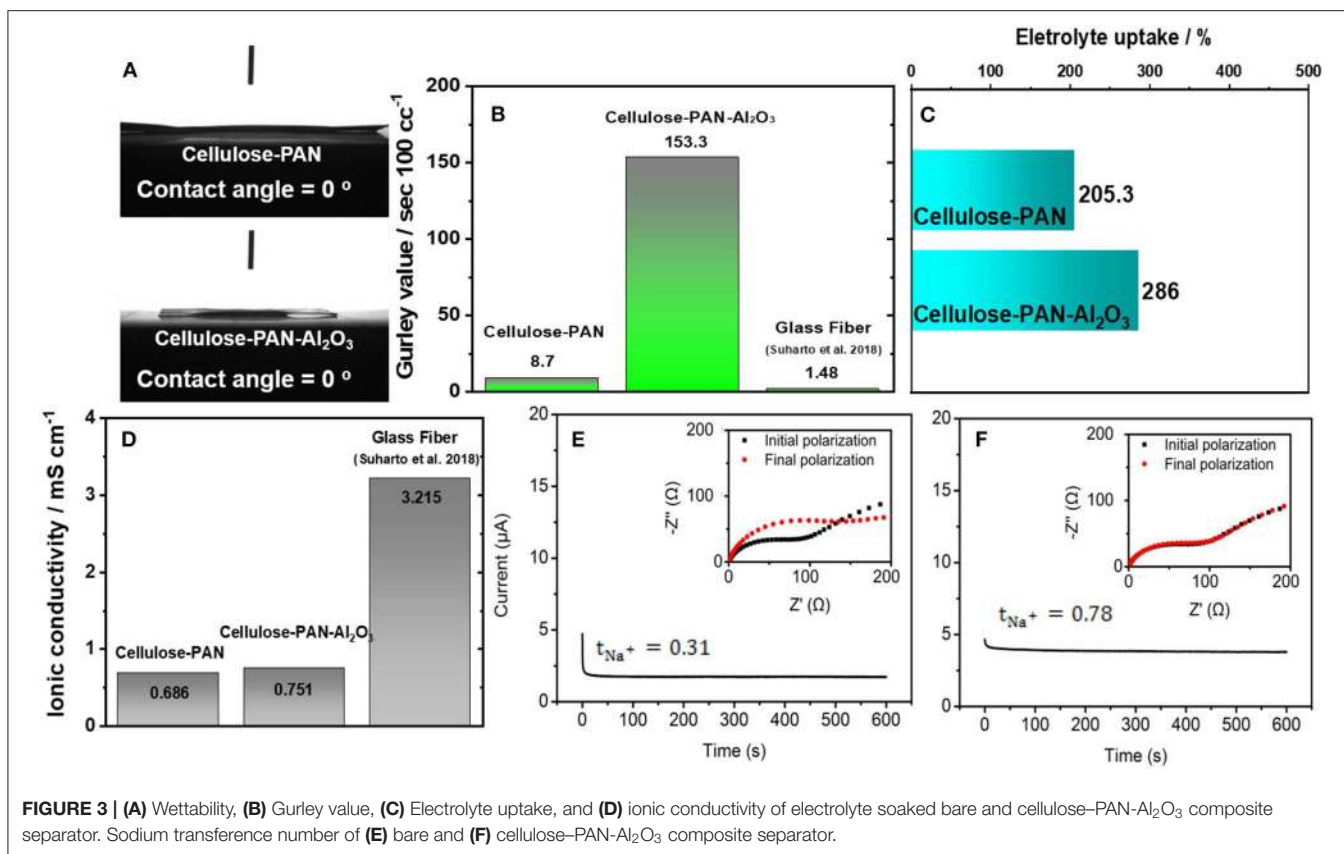 A
Cellulose-PAN
Contact angle = 0 °
Cellulose-PAN-Al₂O₃
Contact angle = 0 °
B
Gurley value / sec 100 cc⁻¹
200
150
100
50
0
Cellulose-PAN
8.7
Cellulose-PAN-Al₂O₃
153.3
Glass Fiber
(Suharto et al. 2018)
1.48
Eletrolyte uptake / %
0 100 200 300 400 500
C
Cellulose-PAN
205.3
Cellulose-PAN-Al₂O₃
286
D
Ionic conductivity / mS cm⁻¹
4
3
2
1
0
Cellulose-PAN
0.686
Cellulose-PAN-Al₂O₃
0.751
Glass Fiber
(Suharto et al. 2018)
3.215
E
Current (μA)
20
15
10
5
0
200
100
0
-Z" (Ω)
Initial polarization
Final polarization
0 100 200
Z' (Ω)
tNa⁺ = 0.31
0 100 200 300 400 500 600
Time (s)
F
20
15
10
5
0
200
100
0
-Z" (Ω)
Initial polarization
Final polarization
0 100 200
Z' (Ω)
tNa⁺ = 0.78
0 100 200 300 400 500 600
Time (s)
FIGURE 3 | (A) Wettability, (B) Gurley value, (C) Electrolyte uptake, and (D) ionic conductivity of electrolyte soaked bare and cellulose–PAN-Al₂O₃ composite
separator. Sodium transference number of (E) bare and (F) cellulose–PAN-Al₂O₃ composite separator.